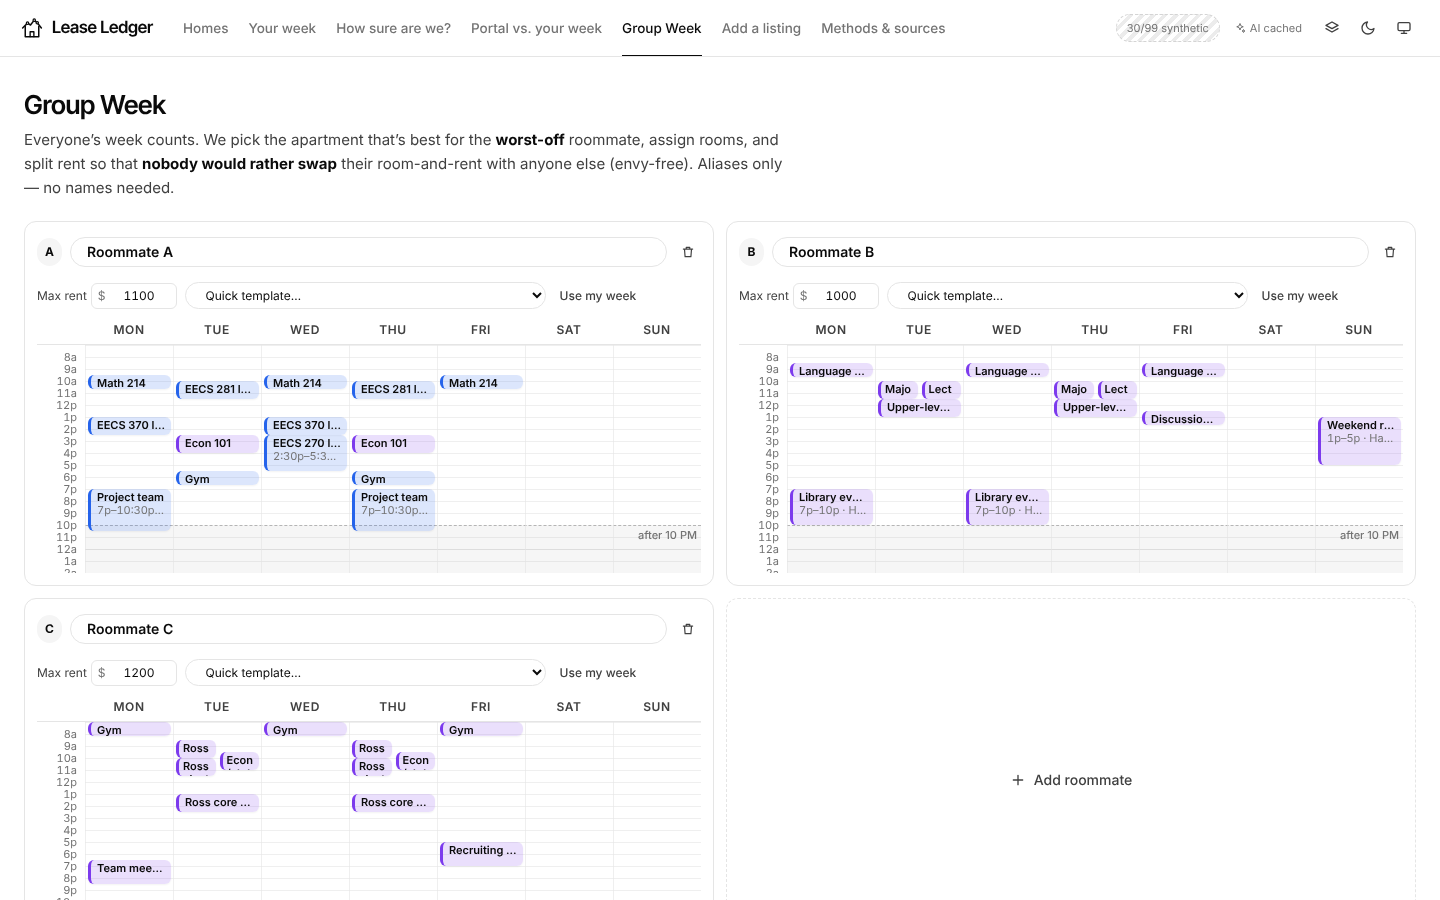 Lease Ledger
Homes
Your week
How sure are we?
Portal vs. your week
Group Week
Add a listing
Methods & sources
30/99 synthetic
AI cached
Group Week
Everyone's week counts. We pick the apartment that's best for the worst-off roommate, assign rooms, and
split rent so that nobody would rather swap their room-and-rent with anyone else (envy-free). Aliases only
— no names needed.
A
Roommate A
Max rent
$ 1100
Quick template...
Use my week
MON TUE WED THU FRI SAT SUN
8a
9a
10a
11a
12p
1p
2p
3p
4p
5p
6p
7p
8p
9p
10p
11p
12a
1a
Math 214
EECS 281 l...
Math 214
EECS 281 l...
Math 214
EECS 370 l...
EECS 370 l...
Econ 101
EECS 270 l...
2:30p–5:3...
Econ 101
Gym
Gym
Project team
7p–10:30p...
Project team
7p–10:30p...
after 10 PM
B
Roommate B
Max rent
$ 1000
Quick template...
Use my week
MON TUE WED THU FRI SAT SUN
8a
9a
10a
11a
12p
1p
2p
3p
4p
5p
6p
7p
8p
9p
10p
11p
12a
1a
Language ...
Language ...
Language ...
Majo
Lect
Majo
Lect
Upper-lev...
Upper-lev...
Discussio...
Weekend r...
1p–5p · Ha...
Library ev...
7p–10p · H...
Library ev...
7p–10p · H...
after 10 PM
C
Roommate C
Max rent
$ 1200
Quick template...
Use my week
MON TUE WED THU FRI SAT SUN
8a
9a
10a
11a
12p
1p
2p
3p
4p
5p
6p
7p
8p
9p
Gym
Gym
Gym
Ross
Econ
Ross
Ross
Econ
Ross
Ross core ...
Ross core ...
Recruiting ...
Team mee...
+ Add roommate